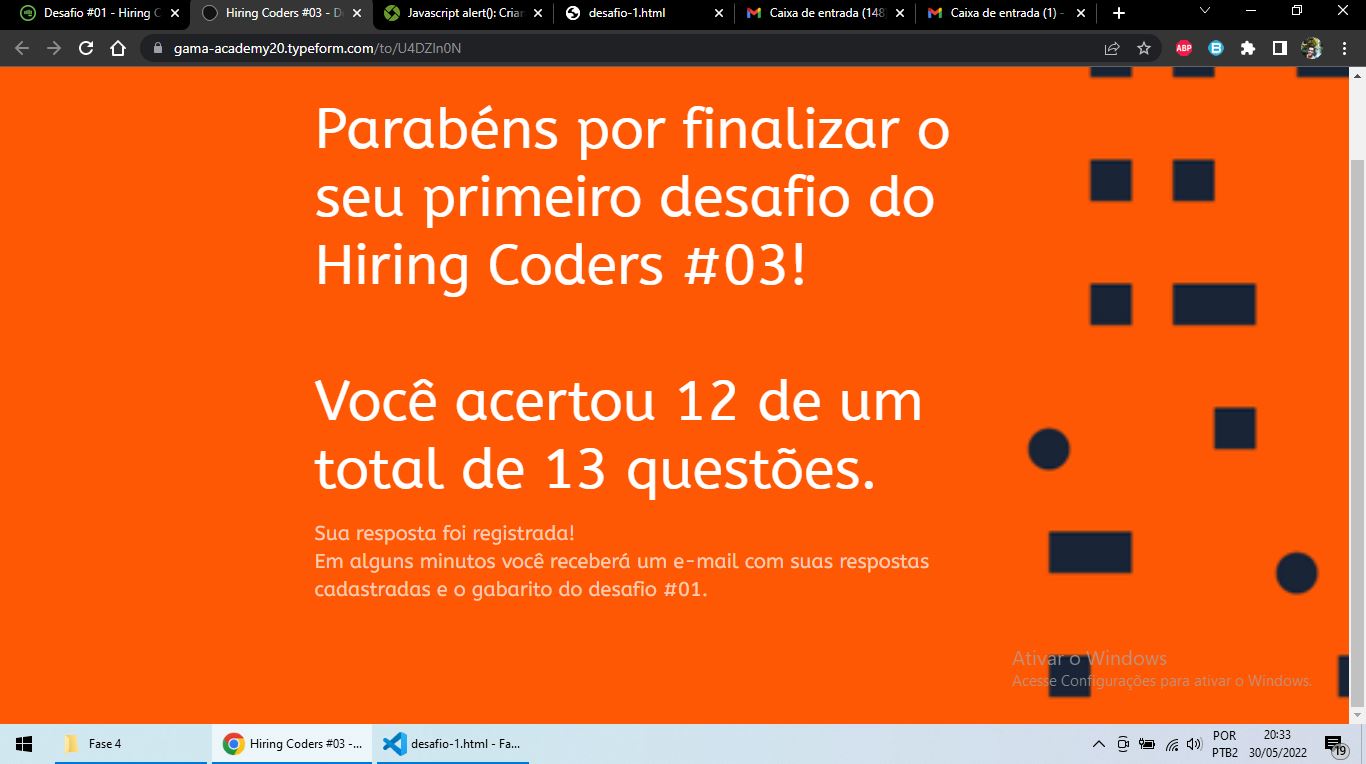 Desafio #01 - Hiring C
Hiring Coders #03 - D
Javascript alert(): Criar
desafio-1.html
Caixa de entrada (148
Caixa de entrada (1) -
gama-academy20.typeform.com/to/U4DZIn0N
ABP
Parabéns por finalizar o
seu primeiro desafio do
Hiring Coders #03!
Você acertou 12 de um
total de 13 questões.
Sua resposta foi registrada!
Em alguns minutos você receberá um e-mail com suas respostas
cadastradas e o gabarito do desafio #01.
Ativar o Windows
Acesse Configurações para ativar o Windows.
Fase 4
Hiring Coders #03 -...
desafio-1.html - Fa...
POR
PTB2
20:33
30/05/2022
19